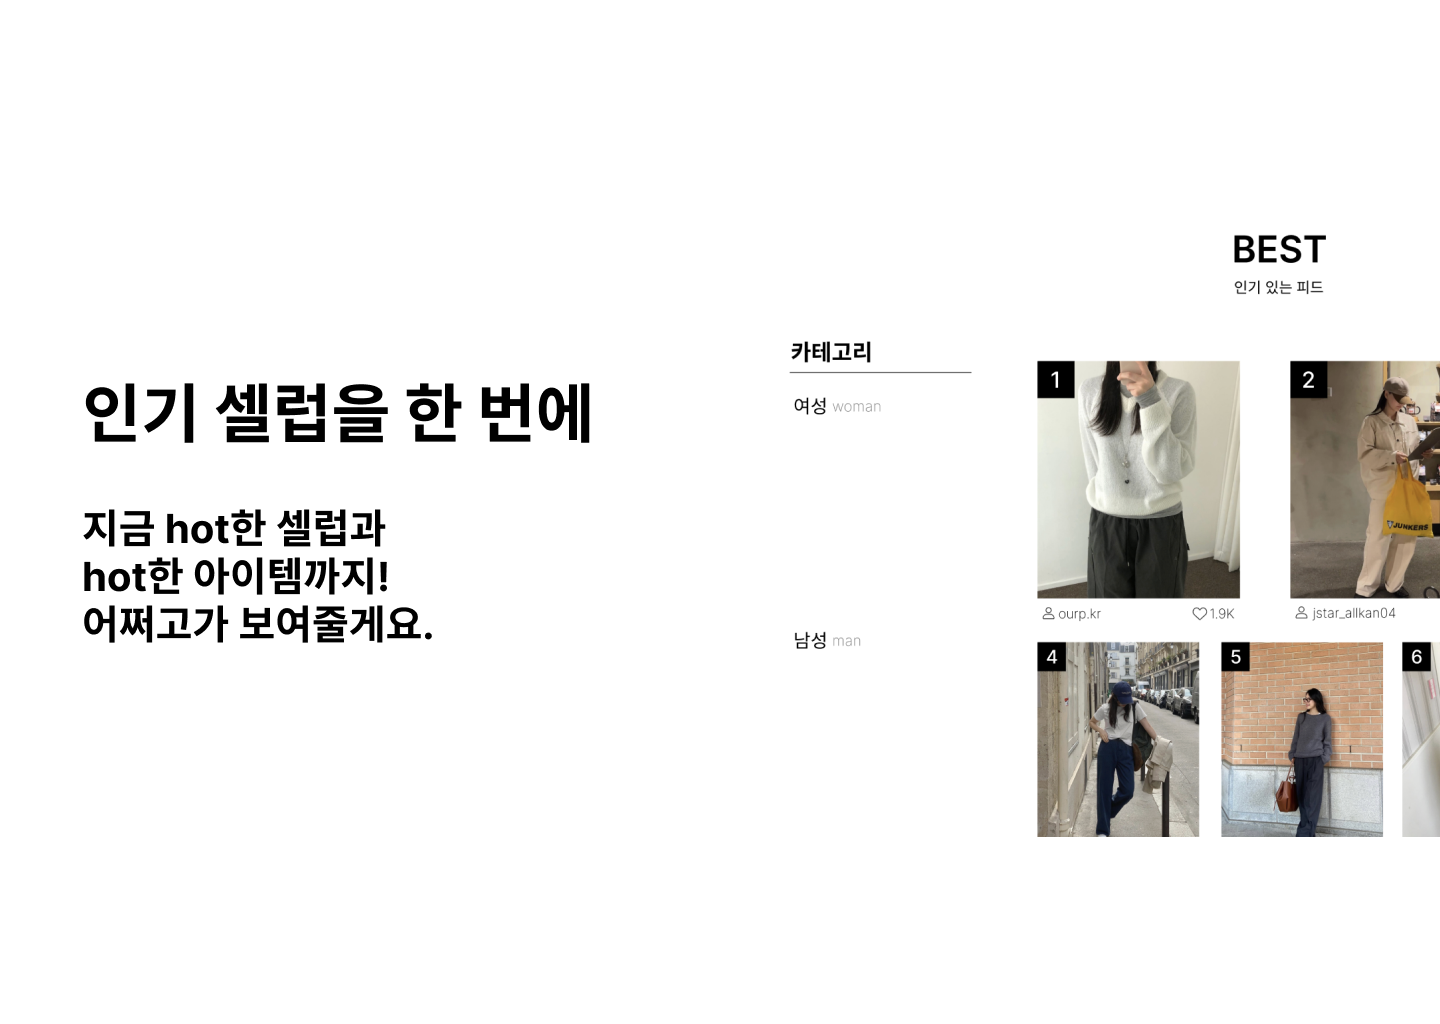 인기 셀럽을 한 번에
지금 hot한 셀럽과
hot한 아이템까지!
어쩌고가 보여줄게요.
BEST
인기 있는 피드
카테고리
여성 woman
남성 man
1
2
JUNKERS
ourp.kr
1.9K
jstar_allkan04
4
5
6